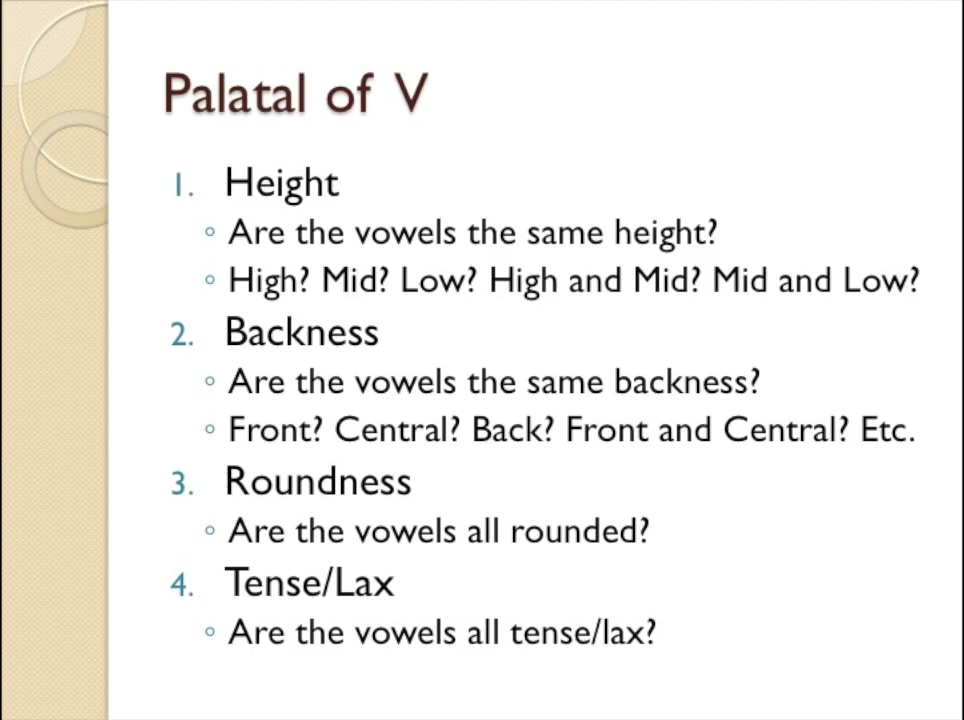 Palatal of V
1. Height
◦ Are the vowels the same height?
◦ High? Mid? Low? High and Mid? Mid and Low?
2. Backness
◦ Are the vowels the same backness?
◦ Front? Central? Back? Front and Central? Etc.
3. Roundness
◦ Are the vowels all rounded?
4. Tense/Lax
◦ Are the vowels all tense/lax?